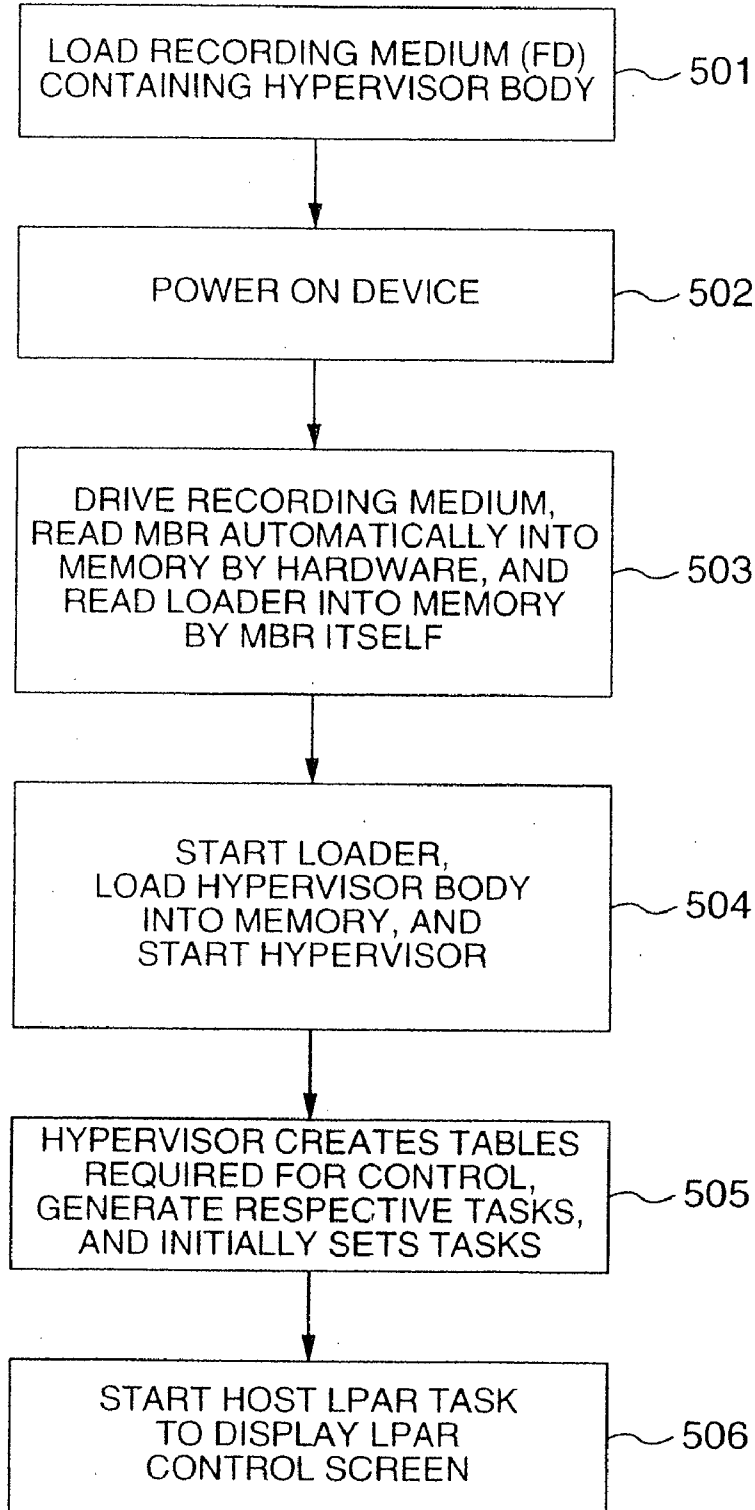 LOAD RECORDING MEDIUM (FD)
CONTAINING HYPERVISOR BODY
501
POWER ON DEVICE
502
DRIVE RECORDING MEDIUM,
READ MBR AUTOMATICALLY INTO
MEMORY BY HARDWARE, AND
READ LOADER INTO MEMORY
BY MBR ITSELF
503
START LOADER,
LOAD HYPERVISOR BODY
INTO MEMORY, AND
START HYPERVISOR
504
HYPERVISOR CREATES TABLES
REQUIRED FOR CONTROL,
GENERATE RESPECTIVE TASKS,
AND INITIALLY SETS TASKS
505
START HOST LPAR TASK
TO DISPLAY LPAR
CONTROL SCREEN
506